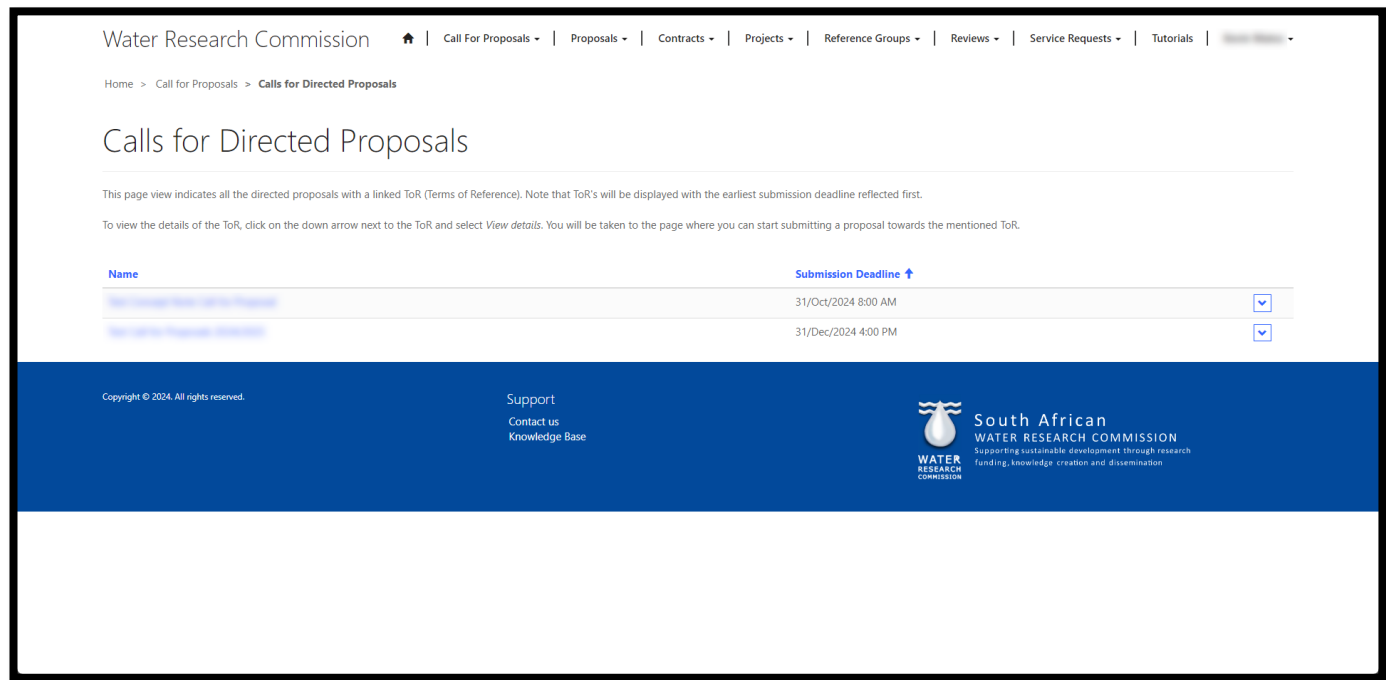 Water Research Commission
Call For Proposals
Proposals
Contracts
Projects
Reference Groups
Reviews
Service Requests
Tutorials
Home > Call for Proposals > Calls for Directed Proposals
Calls for Directed Proposals
This page view indicates all the directed proposals with a linked ToR (Terms of Reference). Note that ToR's will be displayed with the earliest submission deadline reflected first.
To view the details of the ToR, click on the down arrow next to the ToR and select View details. You will be taken to the page where you can start submitting a proposal towards the mentioned ToR.
Name
Submission Deadline
31/Oct/2024 8:00 AM
31/Dec/2024 4:00 PM
Copyright © 2024. All rights reserved.
Support
Contact us
Knowledge Base
WATER
RESEARCH
COMMISSION
South African
WATER RESEARCH COMMISSION
Supporting sustainable development through research
funding, knowledge creation and dissemination